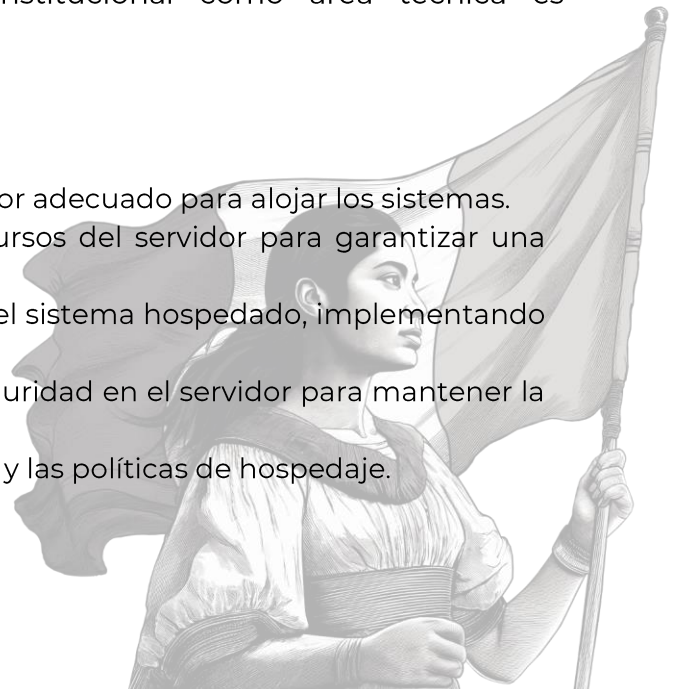 como área técnica es
or adecuado para alojar los sistemas.
ursos del servidor para garantizar una
el sistema hospedado, implementando
uridad en el servidor para mantener la
y las políticas de hospedaje.